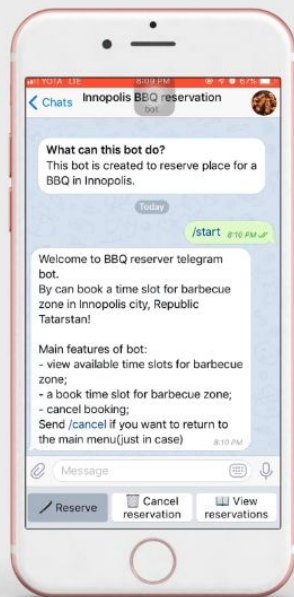 YOTA LTE 8:09 PM 67%
Chats Innopolis BBQ reservation
bot
What can this bot do?
This bot is created to reserve place for a
BBQ in Innopolis.
Today
/start 8:10 PM
Welcome to BBQ reserver telegram
bot.
By can book a time slot for barbecue
zone in Innopolis city, Republic
Tatarstan!
Main features of bot:
- view available time slots for barbecue
zone;
- a book time slot for barbecue zone;
- cancel booking;
Send /cancel if you want to return to
the main menu(just in case) 8:10 PM
Message
Reserve
Cancel
reservation
View
reservations